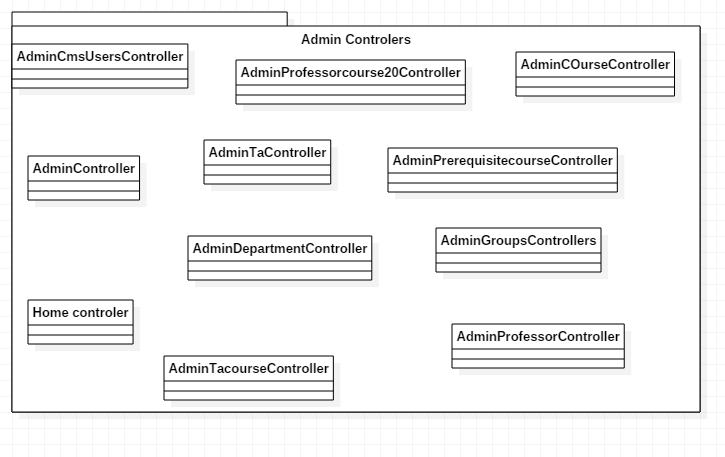 Admin Controlers
AdminCmsUsersController
AdminProfessorcourse20Controller
AdminCOurseController
AdminController
AdminTaController
AdminPrerequisitecourseController
AdminDepartmentController
AdminGroupsControllers
Home controler
AdminProfessorController
AdminTacourseController